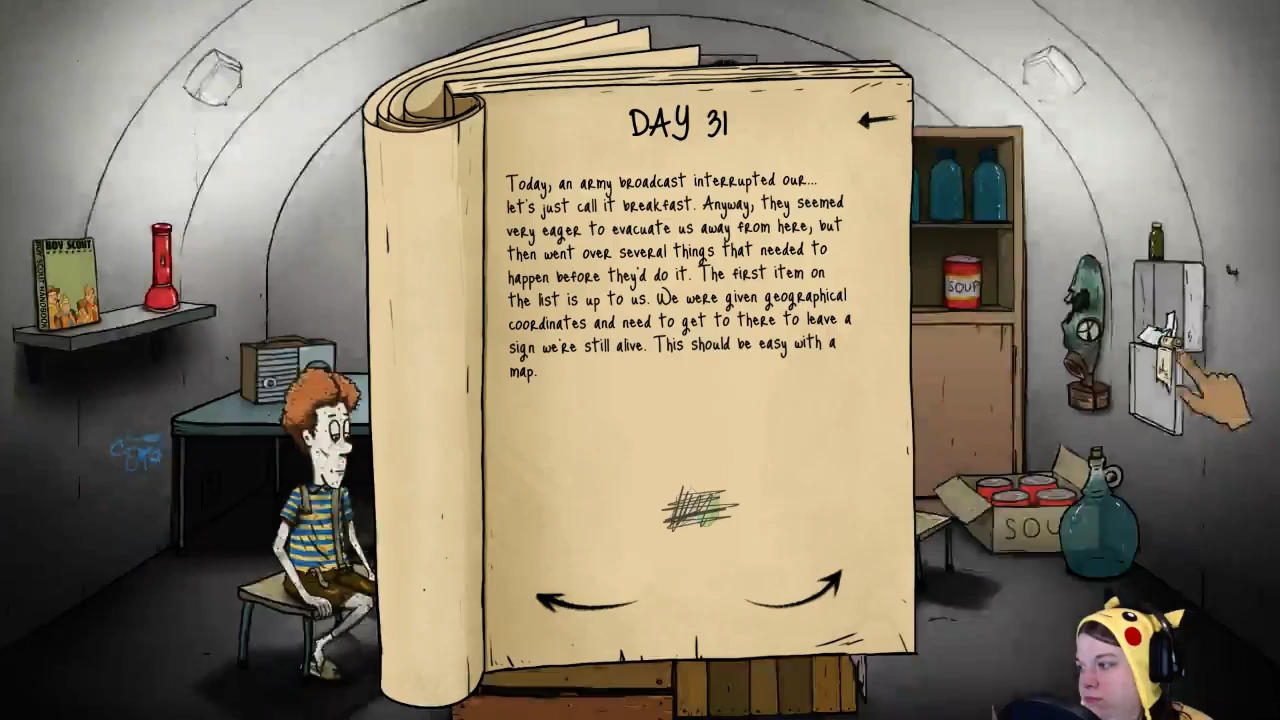 DAY 31
Today, an army broadcast interrupted our...
let's just call it breakfast. Anyway, they seemed
very eager to evacuate us away from here, but
then went over several things that needed to
happen before they'd do it. The first item on
the list is up to us. We were given geographical
coordinates and need to get to there to leave a
sign we're still alive. This should be easy with a
map.
BOY SCOUT
BOY SCOUT HANDBOOK
SOUP
SOU